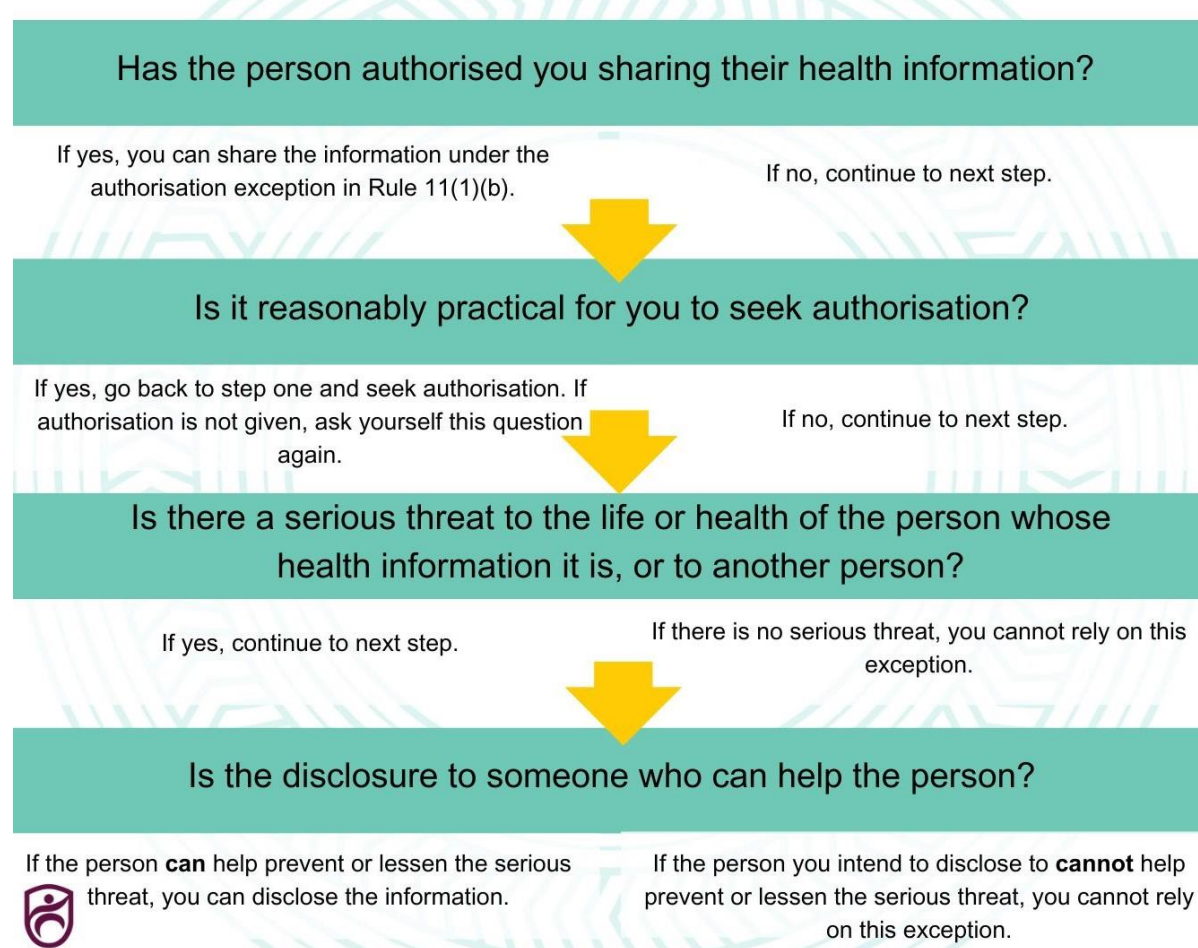 Has the person authorised you sharing their health information?
If yes, you can share the information under the
authorisation exception in Rule 11(1)(b).
If no, continue to next step.
Is it reasonably practical for you to seek authorisation?
If yes, go back to step one and seek authorisation. If
authorisation is not given, ask yourself this question
again.
If no, continue to next step.
Is there a serious threat to the life or health of the person whose
health information it is, or to another person?
If yes, continue to next step.
If there is no serious threat, you cannot rely on this
exception.
Is the disclosure to someone who can help the person?
If the person can help prevent or lessen the serious
threat, you can disclose the information.
If the person you intend to disclose to cannot help
prevent or lessen the serious threat, you cannot rely
on this exception.